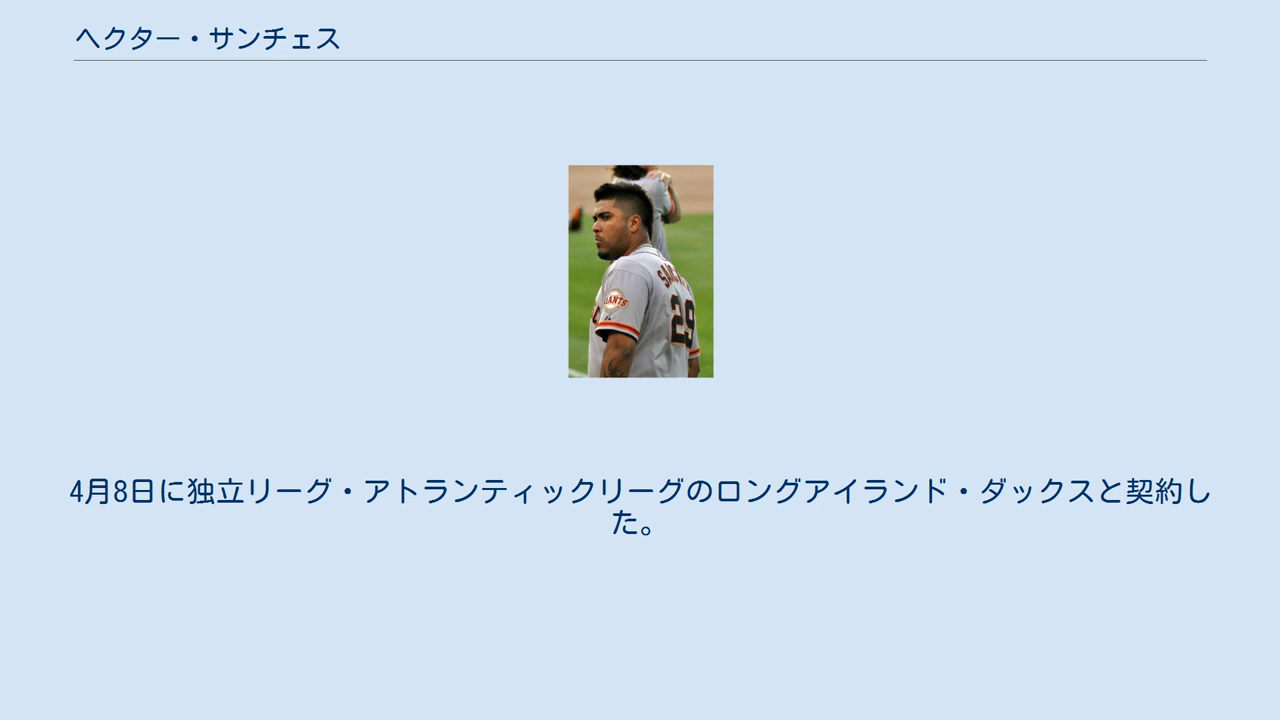 ヘクター・サンチェス
29
4月8日に独立リーグ・アトランティックリーグのロングアイランド・ダックスと契約し
た。